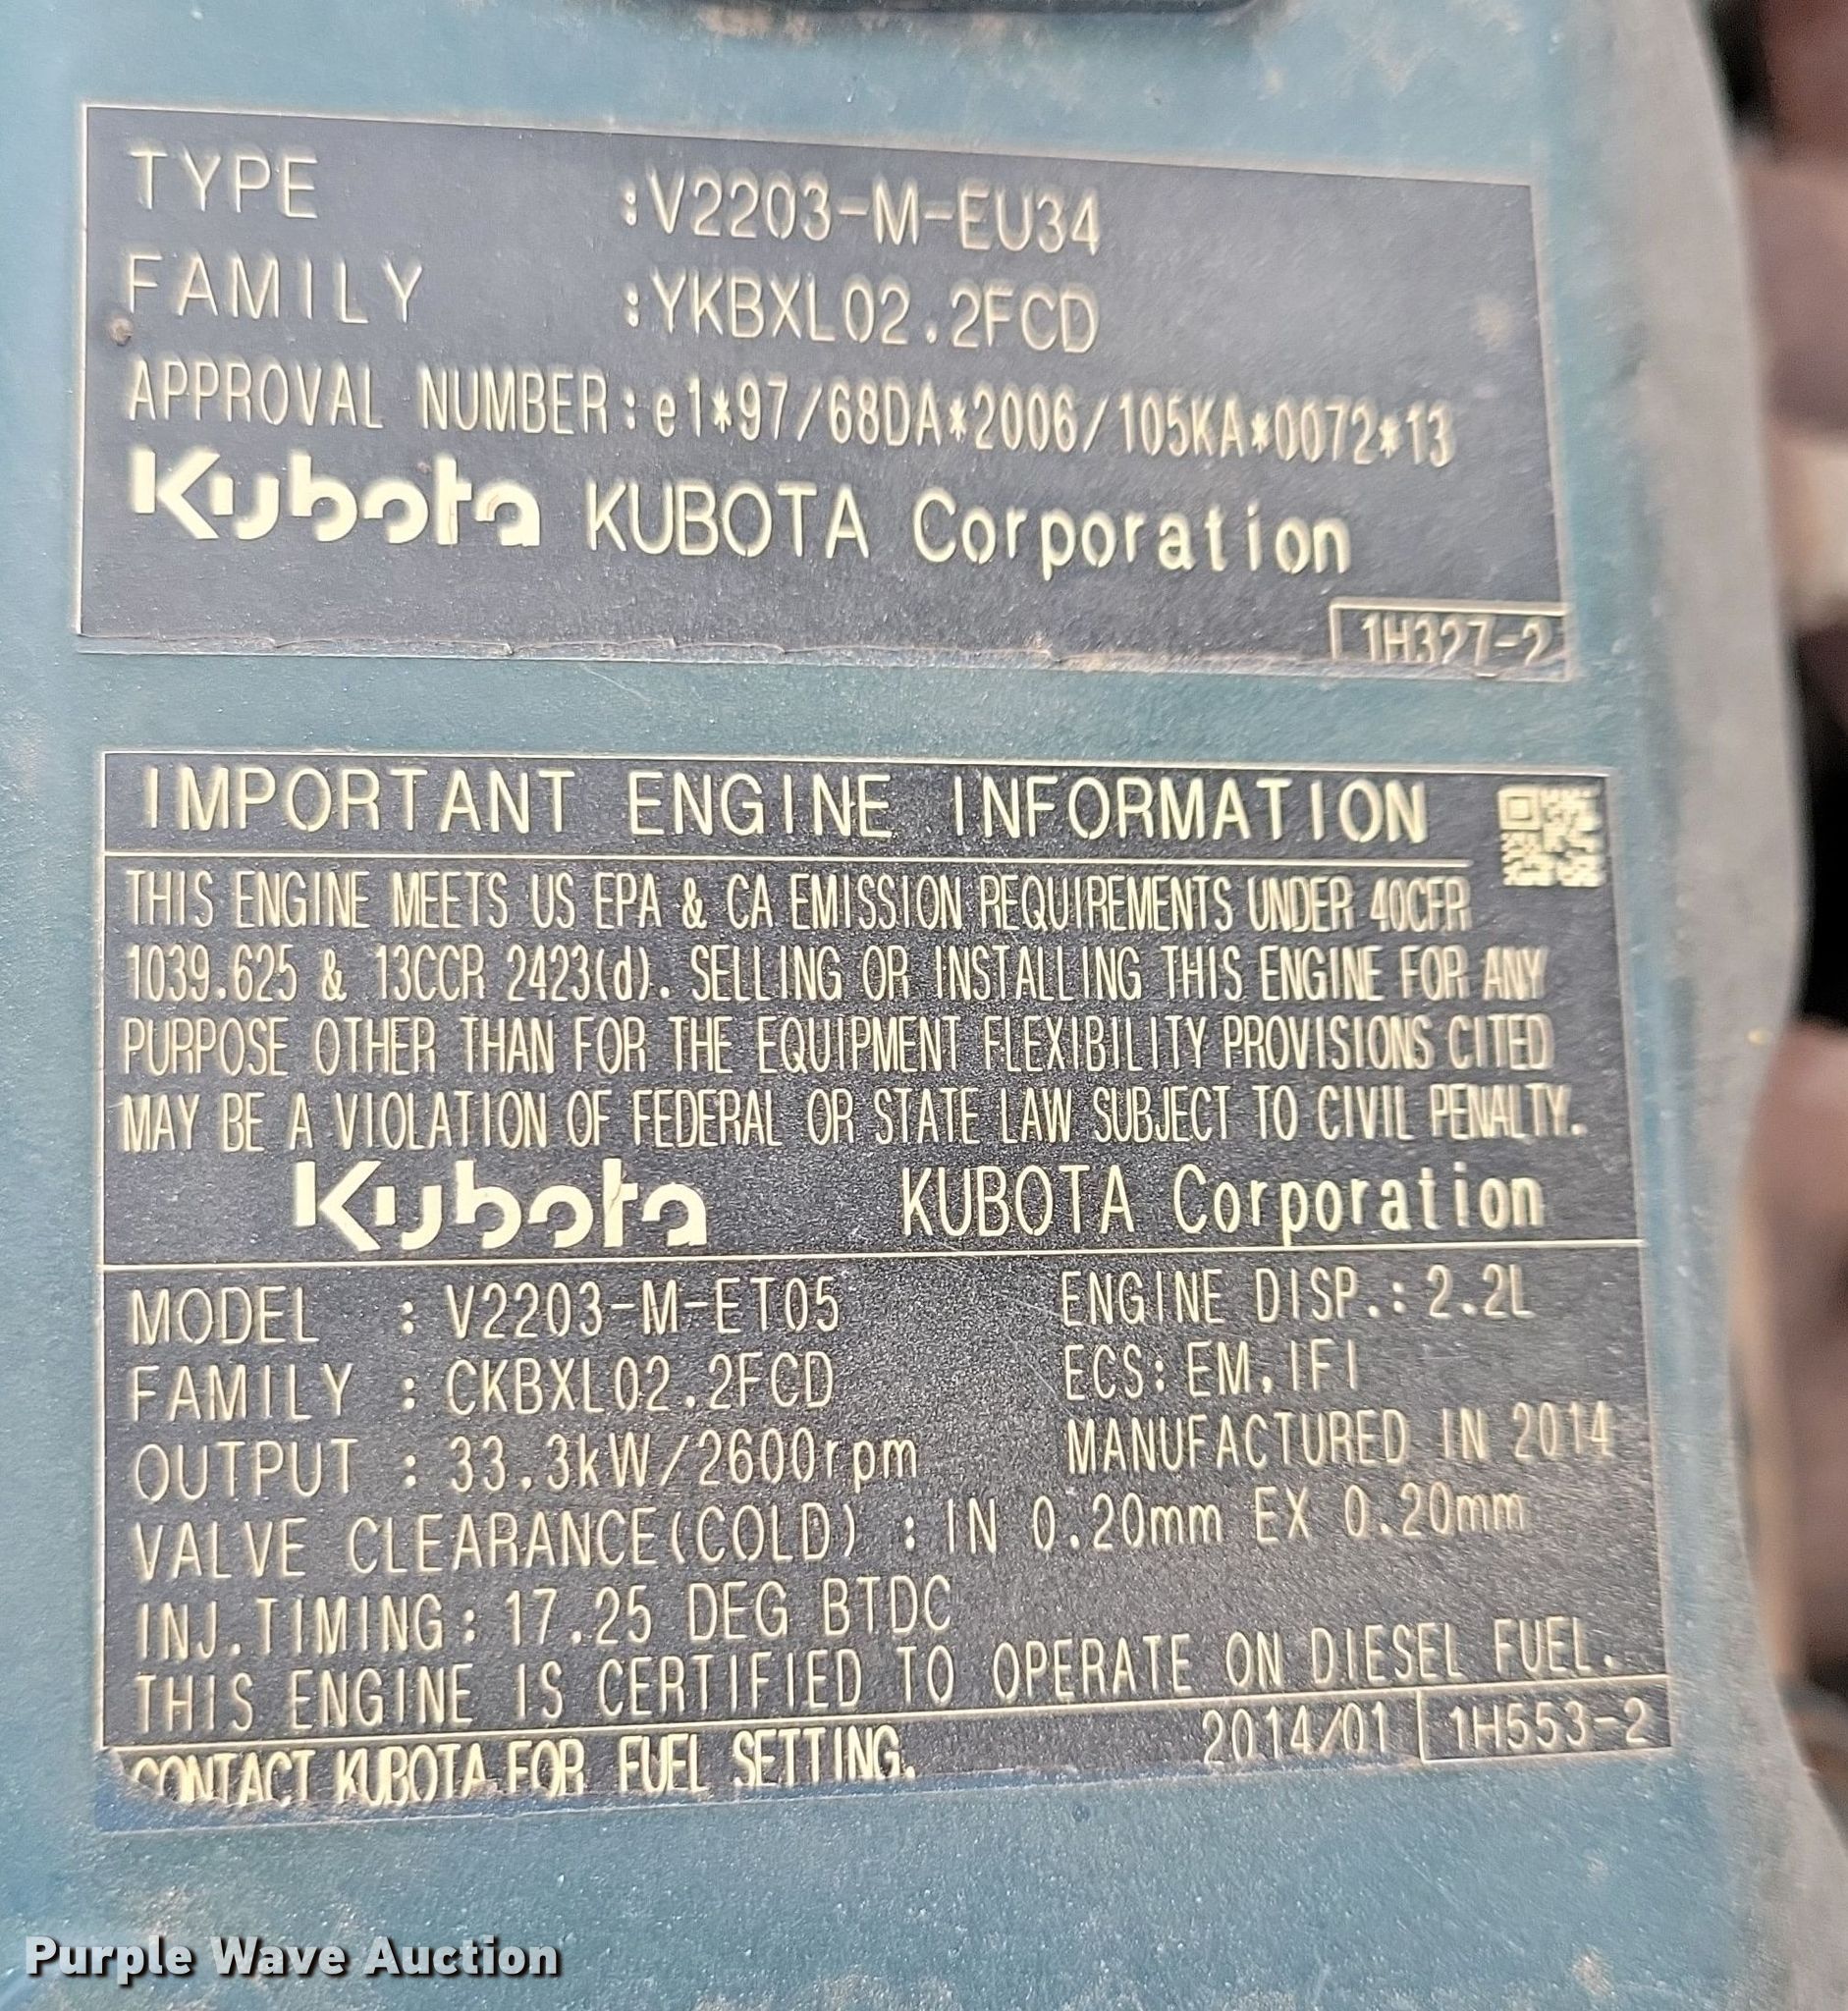 TYPE :V2203-M-EU34
FAMILY :YKBXL02.2FCD
APPROVAL NUMBER:e1*97/68DA*2006/105KA*0072*13
Kubota KUBOTA Corporation
1H327-2
IMPORTANT ENGINE INFORMATION
THIS ENGINE MEETS US EPA & CA EMISSION REQUIREMENTS UNDER 40CFR
1039.625 & 13CCR 2423(d). SELLING OR INSTALLING THIS ENGINE FOR ANY
PURPOSE OTHER THAN FOR THE EQUIPMENT FLEXIBILITY PROVISIONS CITED
MAY BE A VIOLATION OF FEDERAL OR STATE LAW SUBJECT TO CIVIL PENALTY.
Kubota KUBOTA Corporation
MODEL : V2203-M-ET05 ENGINE DISP.: 2.2L
FAMILY : CKBXL02.2FCD ECS: EM,IFI
OUTPUT : 33.3kW/2600rpm MANUFACTURED IN 2014
VALVE CLEARANCE(COLD) : IN 0.20mm EX 0.20mm
INJ.TIMING: 17.25 DEG BTDC
THIS ENGINE IS CERTIFIED TO OPERATE ON DIESEL FUEL.
CONTACT KUBOTA FOR FUEL SETTING. 2014/01 1H553-2
Purple Wave Auction